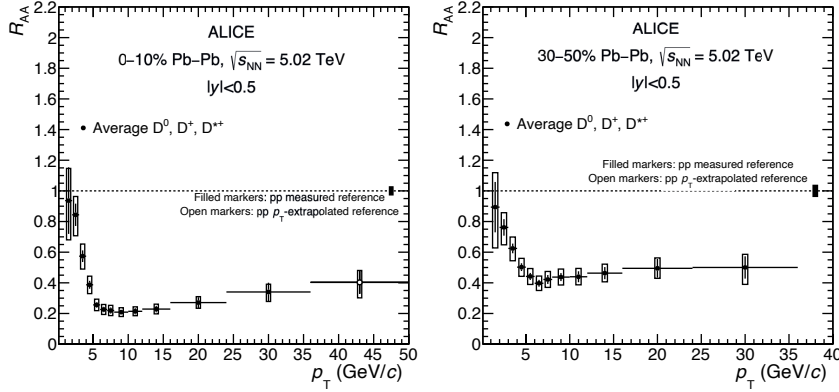 R_AA
2.2
2
1.8
1.6
1.4
1.2
1
0.8
0.6
0.4
0.2
0
ALICE
0–10% Pb–Pb, √s_NN = 5.02 TeV
|y|<0.5
Average D⁰, D⁺, D*⁺
Filled markers: pp measured reference
Open markers: pp p_T-extrapolated reference
5 10 15 20 25 30 35 40 45 50
p_T (GeV/c)
R_AA
2.2
2
1.8
1.6
1.4
1.2
1
0.8
0.6
0.4
0.2
0
ALICE
30–50% Pb–Pb, √s_NN = 5.02 TeV
|y|<0.5
Average D⁰, D⁺, D*⁺
Filled markers: pp measured reference
Open markers: pp p_T-extrapolated reference
5 10 15 20 25 30 35 40
p_T (GeV/c)